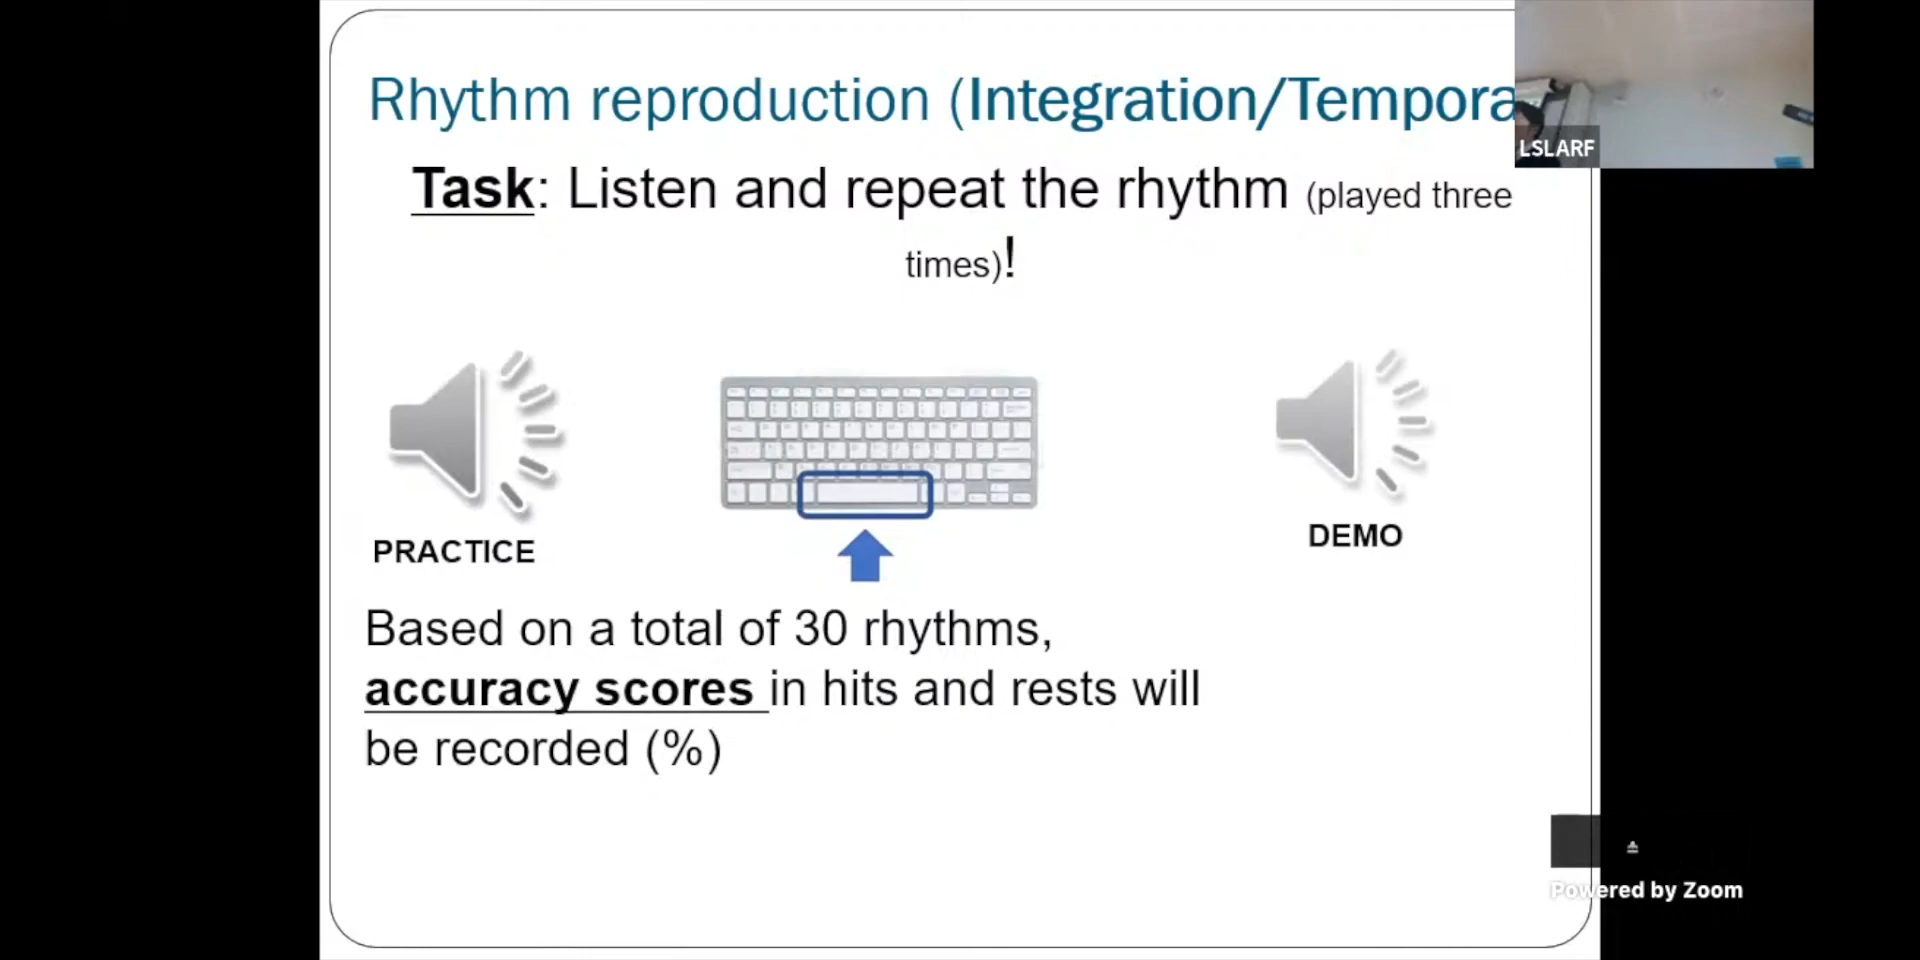 Rhythm reproduction (Integration/Tempora
LSLARF
Task: Listen and repeat the rhythm (played three
times)!
PRACTICE
DEMO
Based on a total of 30 rhythms,
accuracy scores in hits and rests will
be recorded (%)
Powered by Zoom